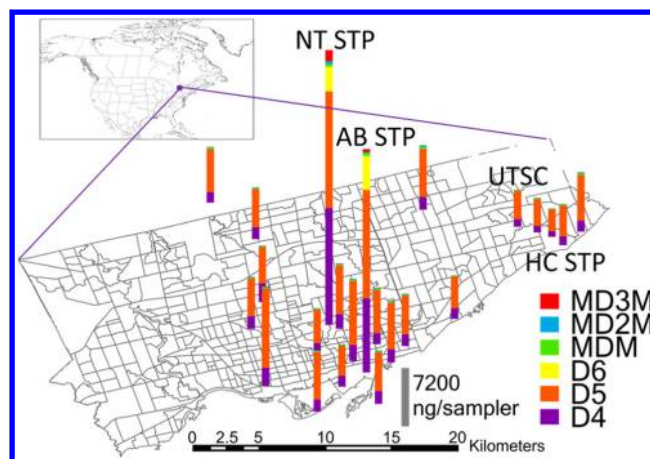 NT STP
AB STP
UTSC
HC STP
MD3M
MD2M
MDM
D6
D5
D4
7200
ng/sampler
0 2.5 5 10 15 20
Kilometers